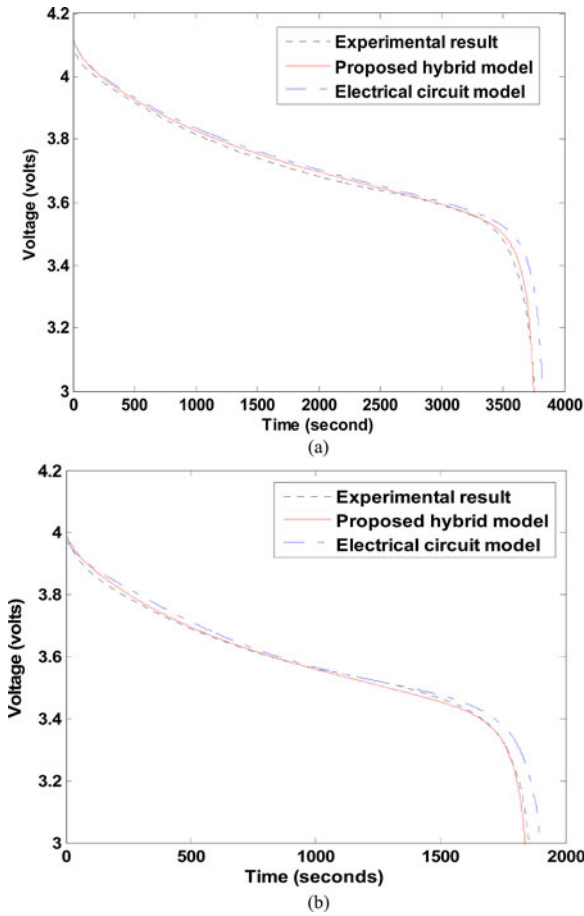 4.2
4
3.8
3.6
3.4
3.2
3
Voltage (volts)
Experimental result
Proposed hybrid model
Electrical circuit model
0 500 1000 1500 2000 2500 3000 3500 4000
Time (second)
(a)
4.2
4
3.8
3.6
3.4
3.2
3
Voltage (volts)
Experimental result
Proposed hybrid model
Electrical circuit model
0 500 1000 1500 2000
Time (seconds)
(b)